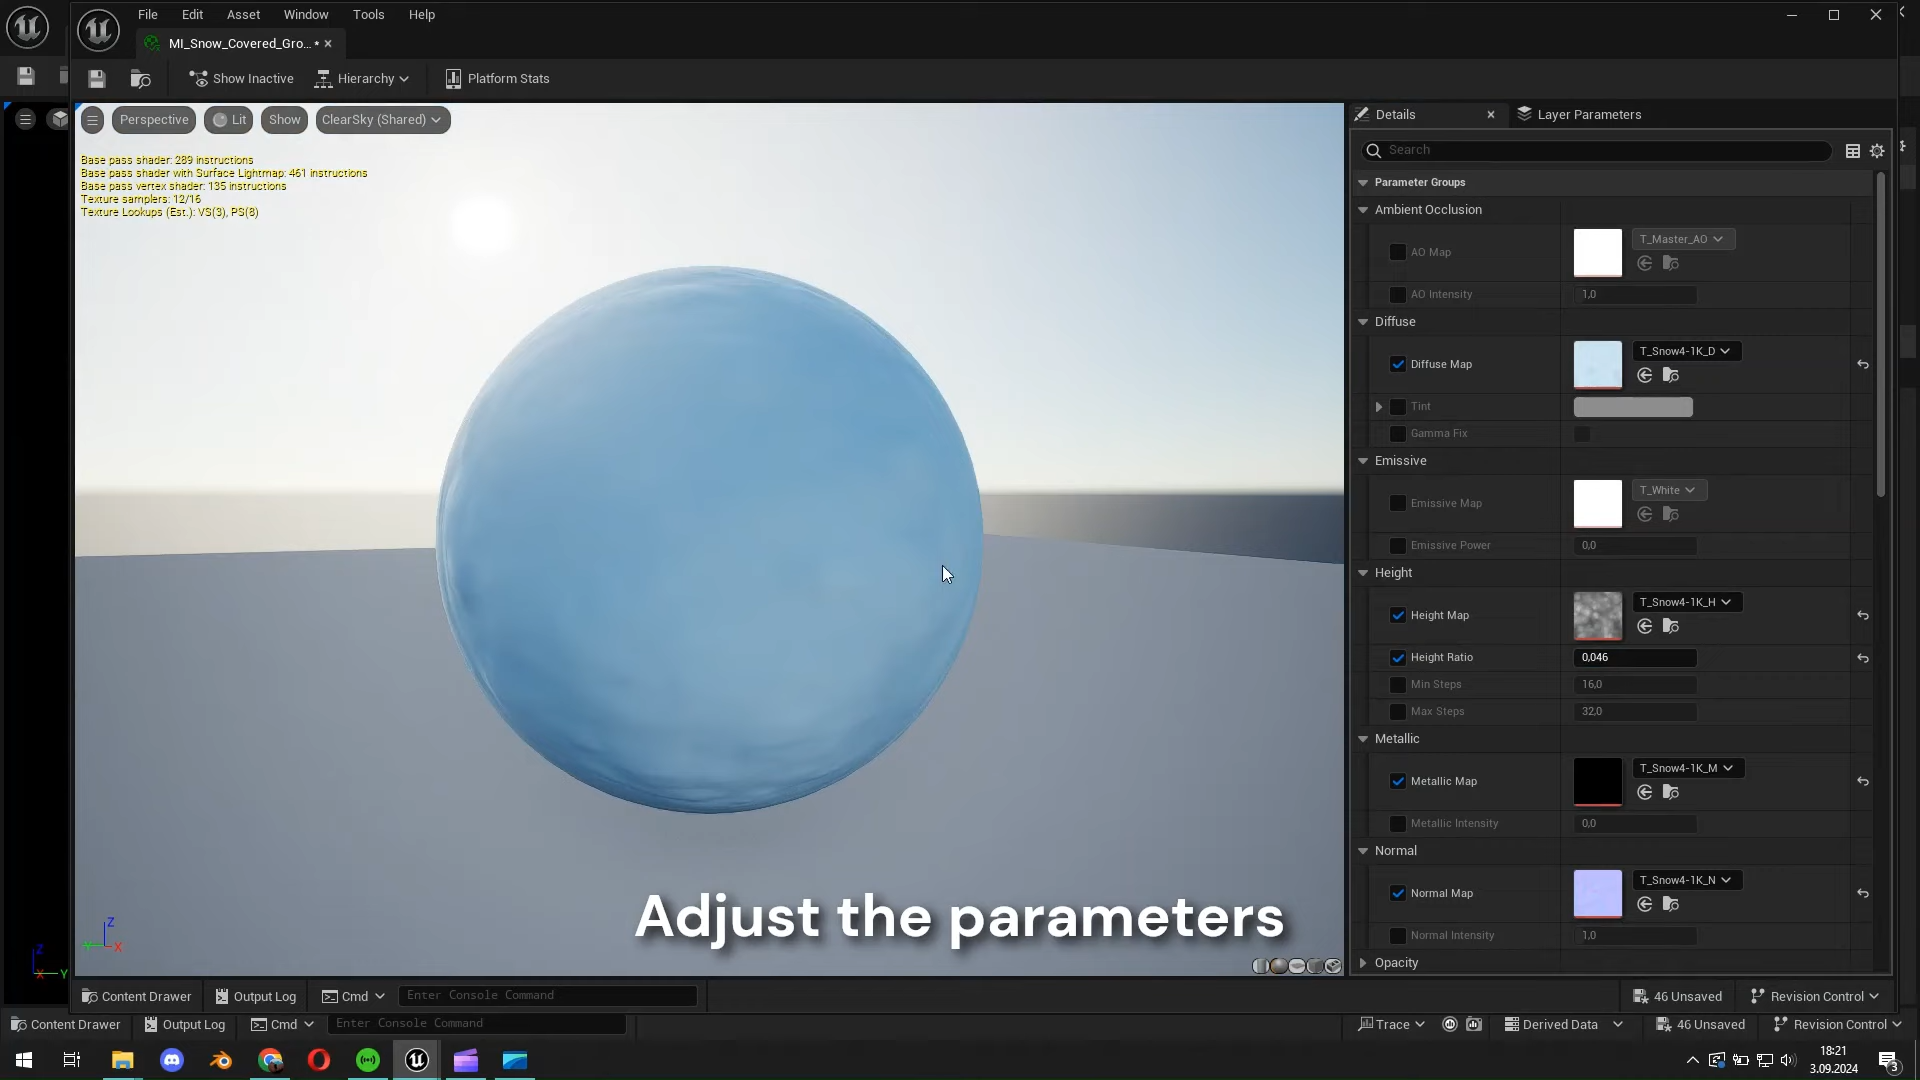 File Edit Asset Window Tools Help
MI_Snow_Covered_Gro... •
Show Inactive Hierarchy Platform Stats
Perspective Lit Show ClearSky (Shared)
Base pass shader: 289 instructions
Base pass shader with Surface Lightmap: 461 instructions
Base pass vertex shader: 135 instructions
Texture samplers: 12/16
Texture Lookups (Est.): VS(3), PS(8)
Z
Y
X
Z
X Y
Adjust the parameters
Details Layer Parameters
Search
Parameter Groups
Ambient Occlusion
AO Map T_Master_AO
AO Intensity 1,0
Diffuse
Diffuse Map T_Snow4-1K_D
Tint
Gamma Fix
Emissive
Emissive Map T_White
Emissive Power 0,0
Height
Height Map T_Snow4-1K_H
Height Ratio 0,046
Min Steps 16,0
Max Steps 32,0
Metallic
Metallic Map T_Snow4-1K_M
Metallic Intensity 0,0
Normal
Normal Map T_Snow4-1K_N
Normal Intensity 1,0
Opacity
Content Drawer Output Log Cmd Enter Console Command 46 Unsaved Revision Control
Content Drawer Output Log Cmd Enter Console Command Trace Derived Data 46 Unsaved Revision Control
18:21
3.09.2024
3